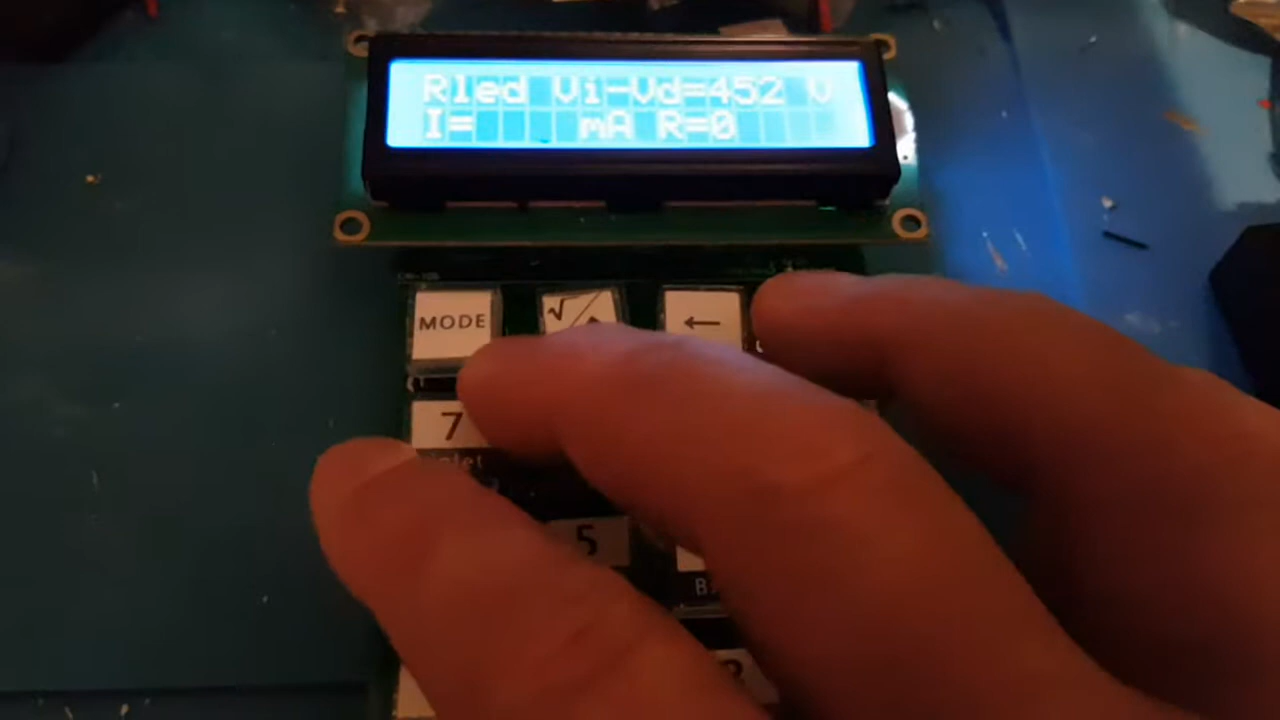 Rled Vi-Vd=452 V
I= mA R=0
MODE
√/
←
7
5